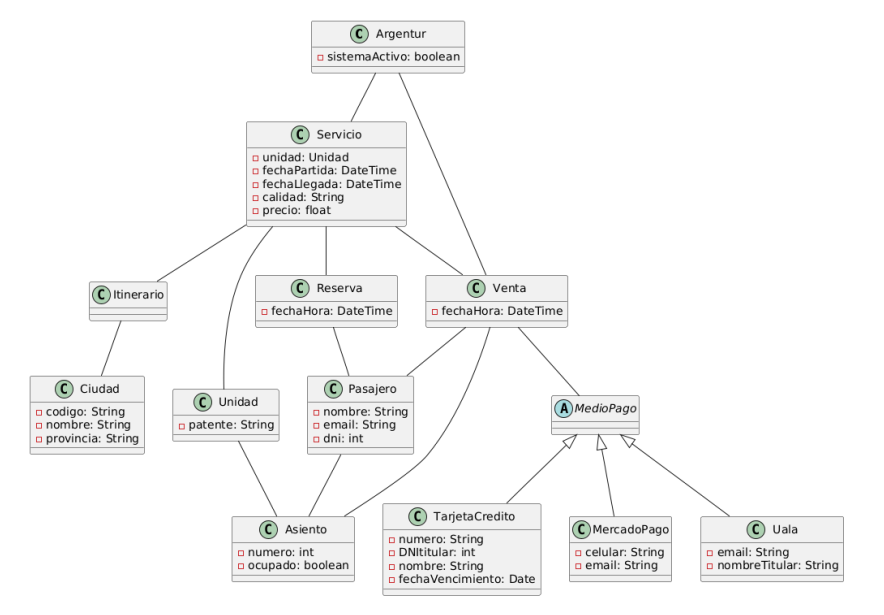 C Argentur
sistemaActivo: boolean
C Servicio
unidad: Unidad
fechaPartida: DateTime
fechaLlegada: DateTime
calidad: String
precio: float
C Itinerario
C Reserva
fechaHora: DateTime
C Venta
fechaHora: DateTime
C Ciudad
codigo: String
nombre: String
provincia: String
C Unidad
patente: String
C Pasajero
nombre: String
email: String
dni: int
A MedioPago
C Asiento
numero: int
ocupado: boolean
C TarjetaCredito
numero: String
DNItitular: int
nombre: String
fechaVencimiento: Date
C MercadoPago
celular: String
email: String
C Uala
email: String
nombreTitular: String